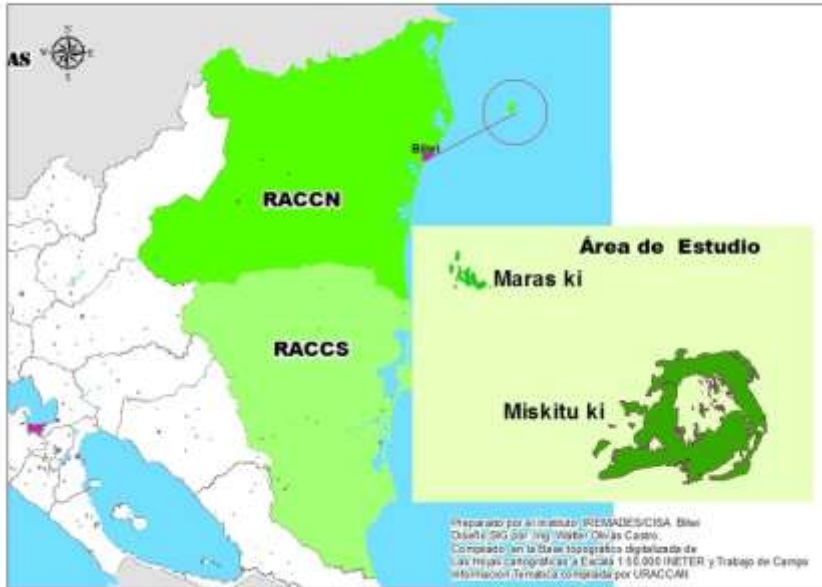 AS
N
W E
S
Bilwi
RACCN
Área de Estudio
Maras ki
RACCS
Miskitu ki
Preparado por el Instituto IREMADES/CISA Bilwi
Diseño SIG por: Ing. Walter Olivas Castro.
Compilado en la Base topográfico digitalizada de
Las Hojas cartográficas a Escala 1:50,000 INETER y Trabajo de Campo
Información Temática compilada por URACCAN